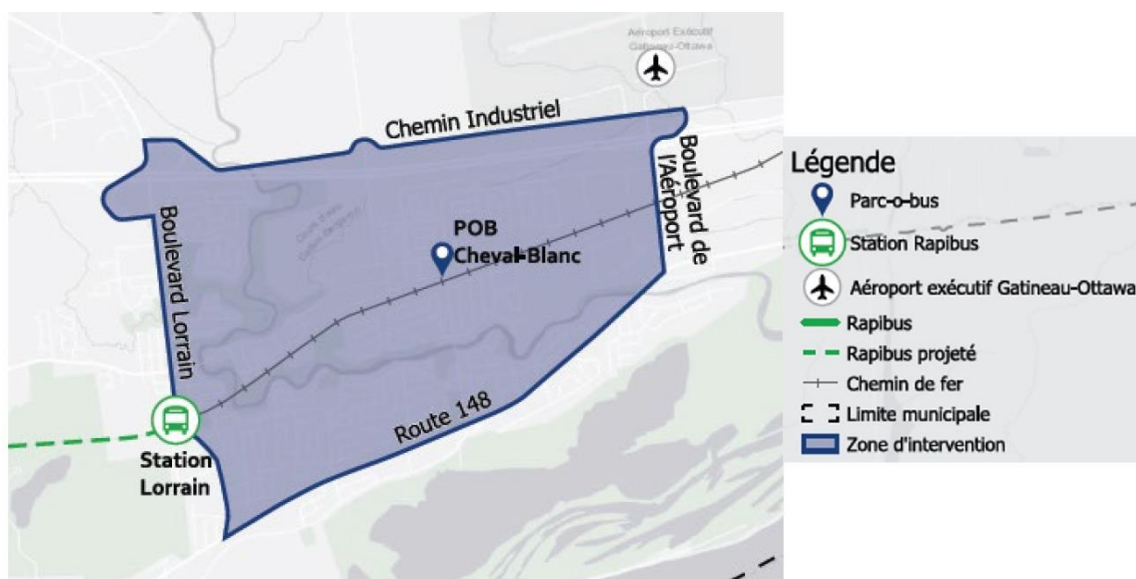 Aéroport Exécutif
Gatineau-Ottawa
Chemin Industriel
Boulevard de
l'Aéroport
POB
Cheval-Blanc
Boulevard Lorrain
Route 148
Station
Lorrain
Légende
Parc-o-bus
Station Rapibus
Aéroport exécutif Gatineau-Ottawa
Rapibus
Rapibus projeté
Chemin de fer
Limite municipale
Zone d'intervention